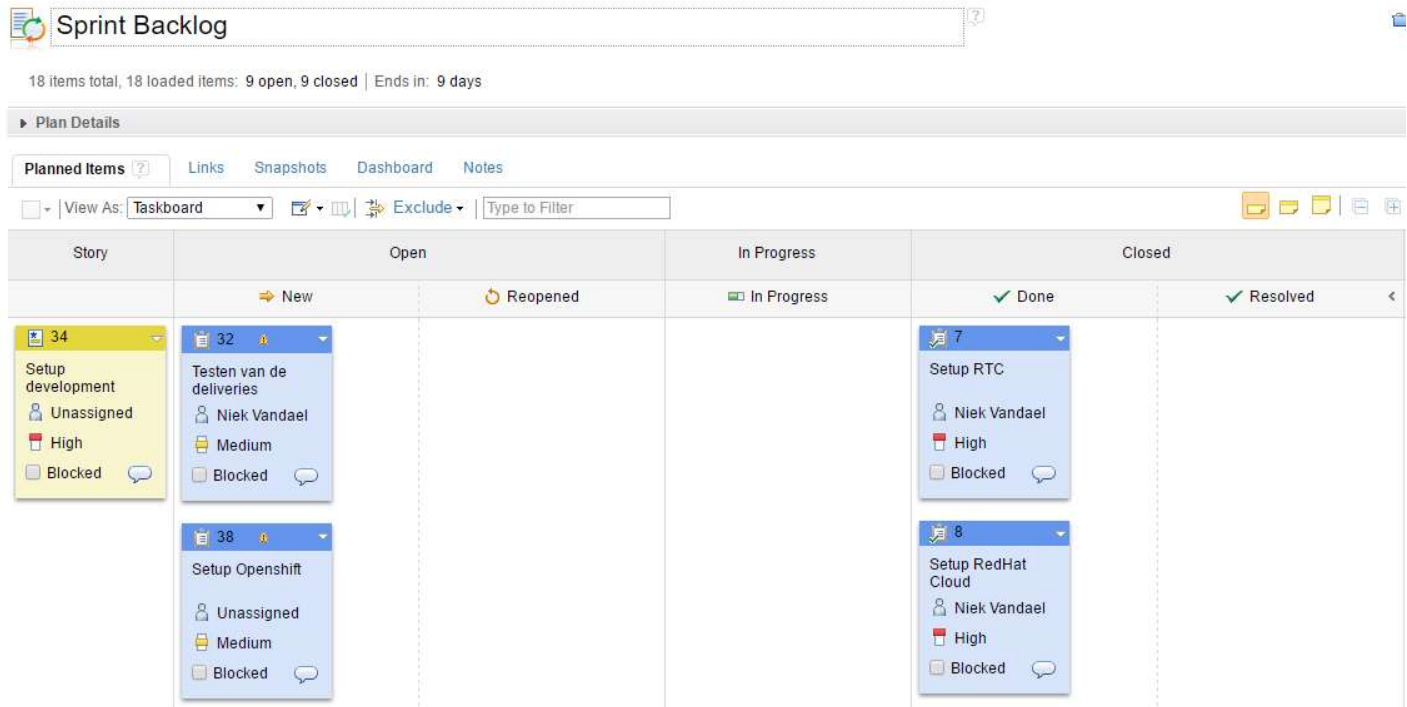 Sprint Backlog ?
18 items total, 18 loaded items: 9 open, 9 closed | Ends in: 9 days
Plan Details
Planned Items ? Links Snapshots Dashboard Notes
View As: Taskboard Exclude Type to Filter
Story Open In Progress Closed
New Reopened In Progress Done Resolved
34
Setup
development
Unassigned
High
Blocked
32
Testen van de
deliveries
Niek Vandael
Medium
Blocked
38
Setup Openshift
Unassigned
Medium
Blocked
7
Setup RTC
Niek Vandael
High
Blocked
8
Setup RedHat
Cloud
Niek Vandael
High
Blocked